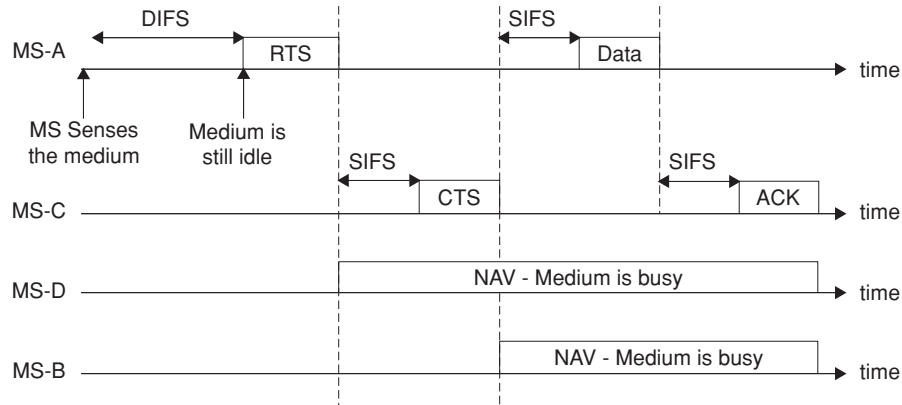 DIFS
SIFS
MS-A
RTS
Data
time
MS Senses
the medium
Medium is
still idle
SIFS
SIFS
MS-C
CTS
ACK
time
MS-D
NAV - Medium is busy
time
MS-B
NAV - Medium is busy
time